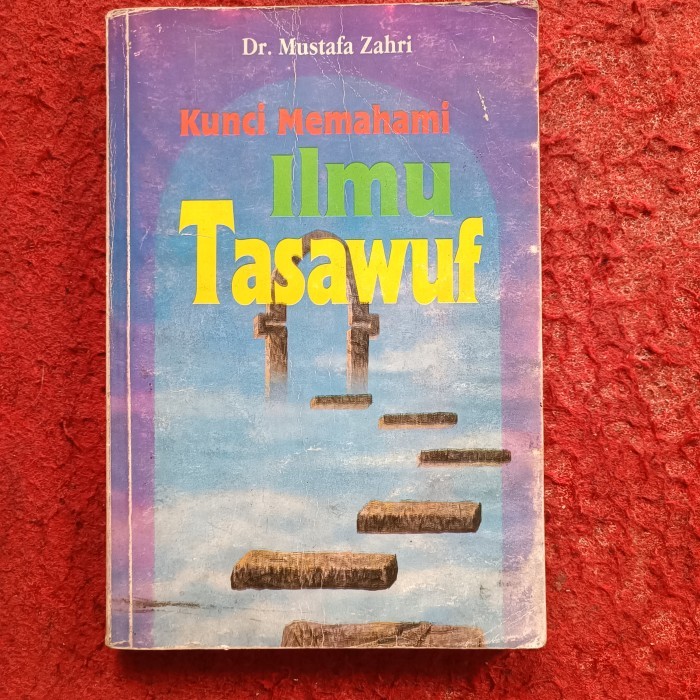 Dr. Mustafa Zahri
Kunci Memahami
Ilmu
Tasawuf